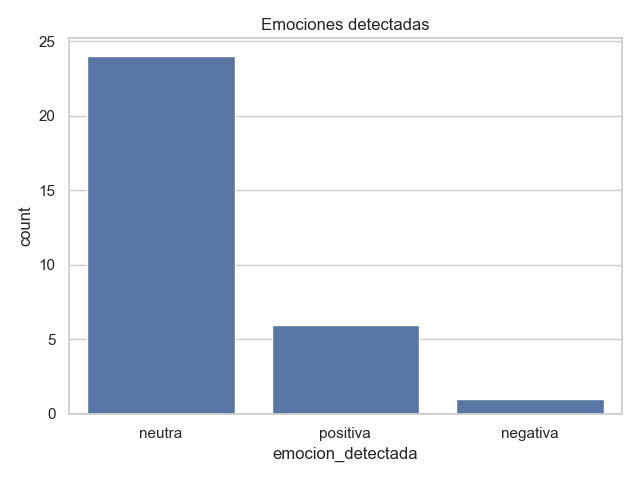 Emociones detectadas
25
20
15
10
5
0
count
neutra
positiva
negativa
emocion_detectada